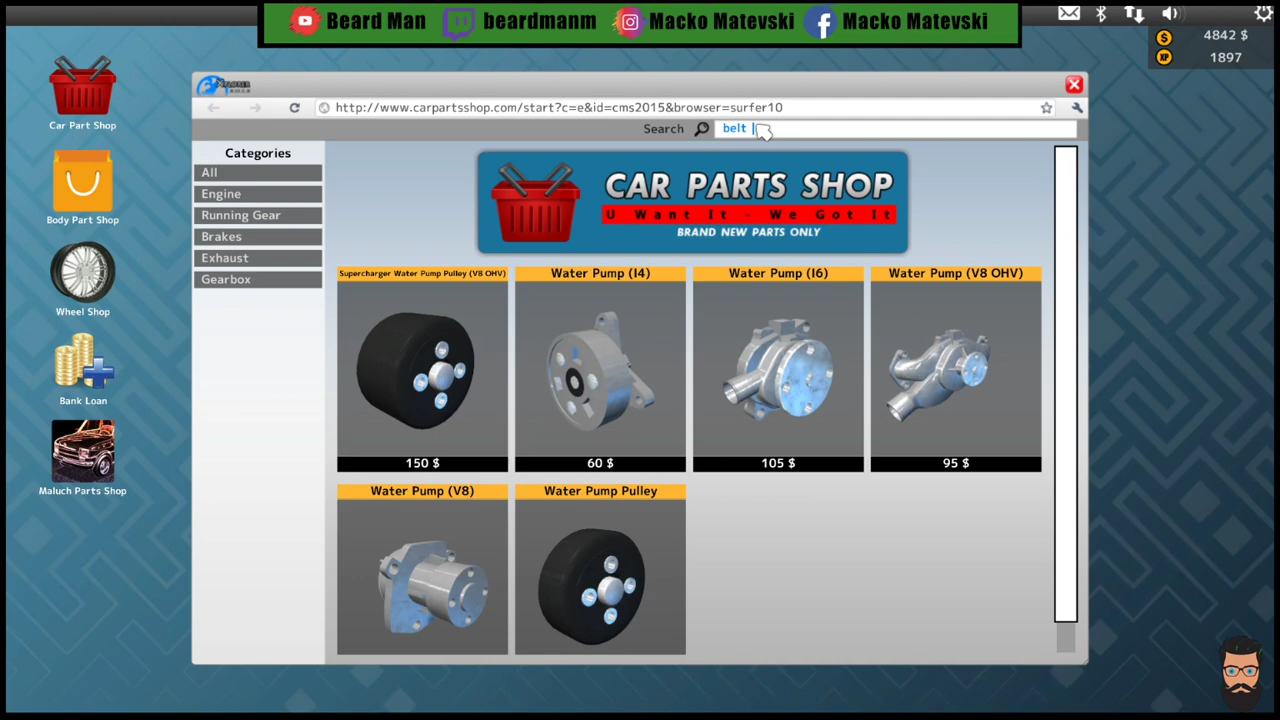 Beard Man beardmanm Macko Matevski Macko Matevski
4842 $
1897
Car Part Shop
Body Part Shop
Wheel Shop
Bank Loan
Maluch Parts Shop
http://www.carpartsshop.com/start?c=e&id=cms2015&browser=surfer10
Search belt
Categories
All
Engine
Running Gear
Brakes
Exhaust
Gearbox
CAR PARTS SHOP
U Want It - We Got It
BRAND NEW PARTS ONLY
Supercharger Water Pump Pulley (V8 OHV)
150 $
Water Pump (I4)
60 $
Water Pump (I6)
105 $
Water Pump (V8 OHV)
95 $
Water Pump (V8)
Water Pump Pulley